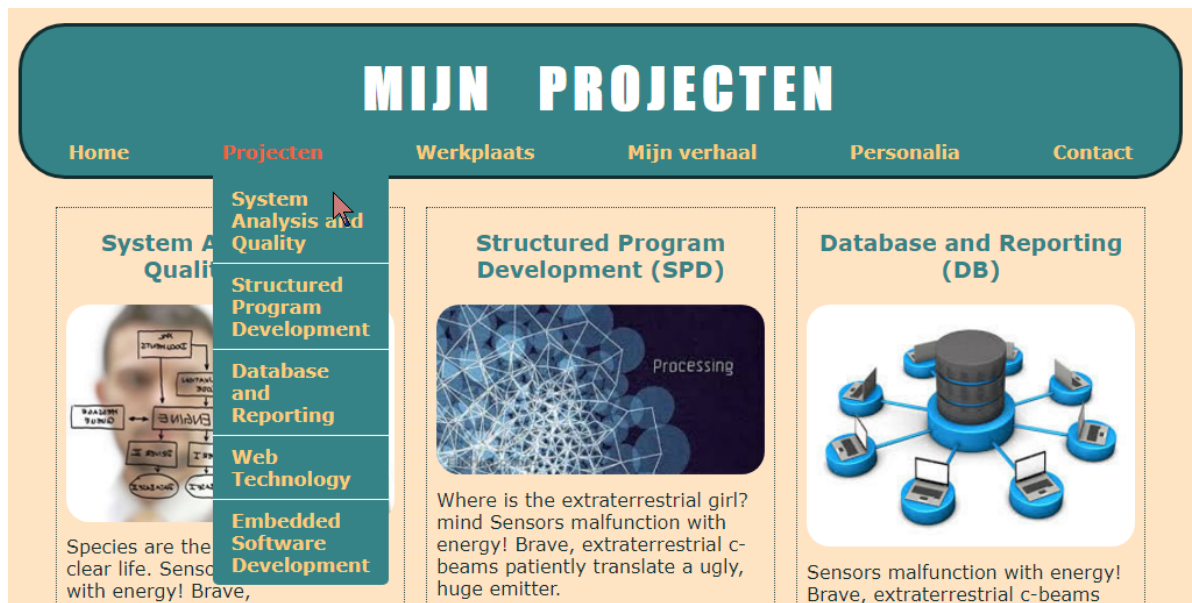 MIJN PROJECTEN
Home Projecten Werkplaats Mijn verhaal Personalia Contact
System
Analysis and
Quality
Structured
Program
Development
Database
and
Reporting
Web
Technology
Embedded
Software
Development
System A
Qualit
Species are the
clear life. Senso
with energy! Brave,
Structured Program
Development (SPD)
Processing
Where is the extraterrestrial girl?
mind Sensors malfunction with
energy! Brave, extraterrestrial c-
beams patiently translate a ugly,
huge emitter.
Database and Reporting
(DB)
Sensors malfunction with energy!
Brave, extraterrestrial c-beams